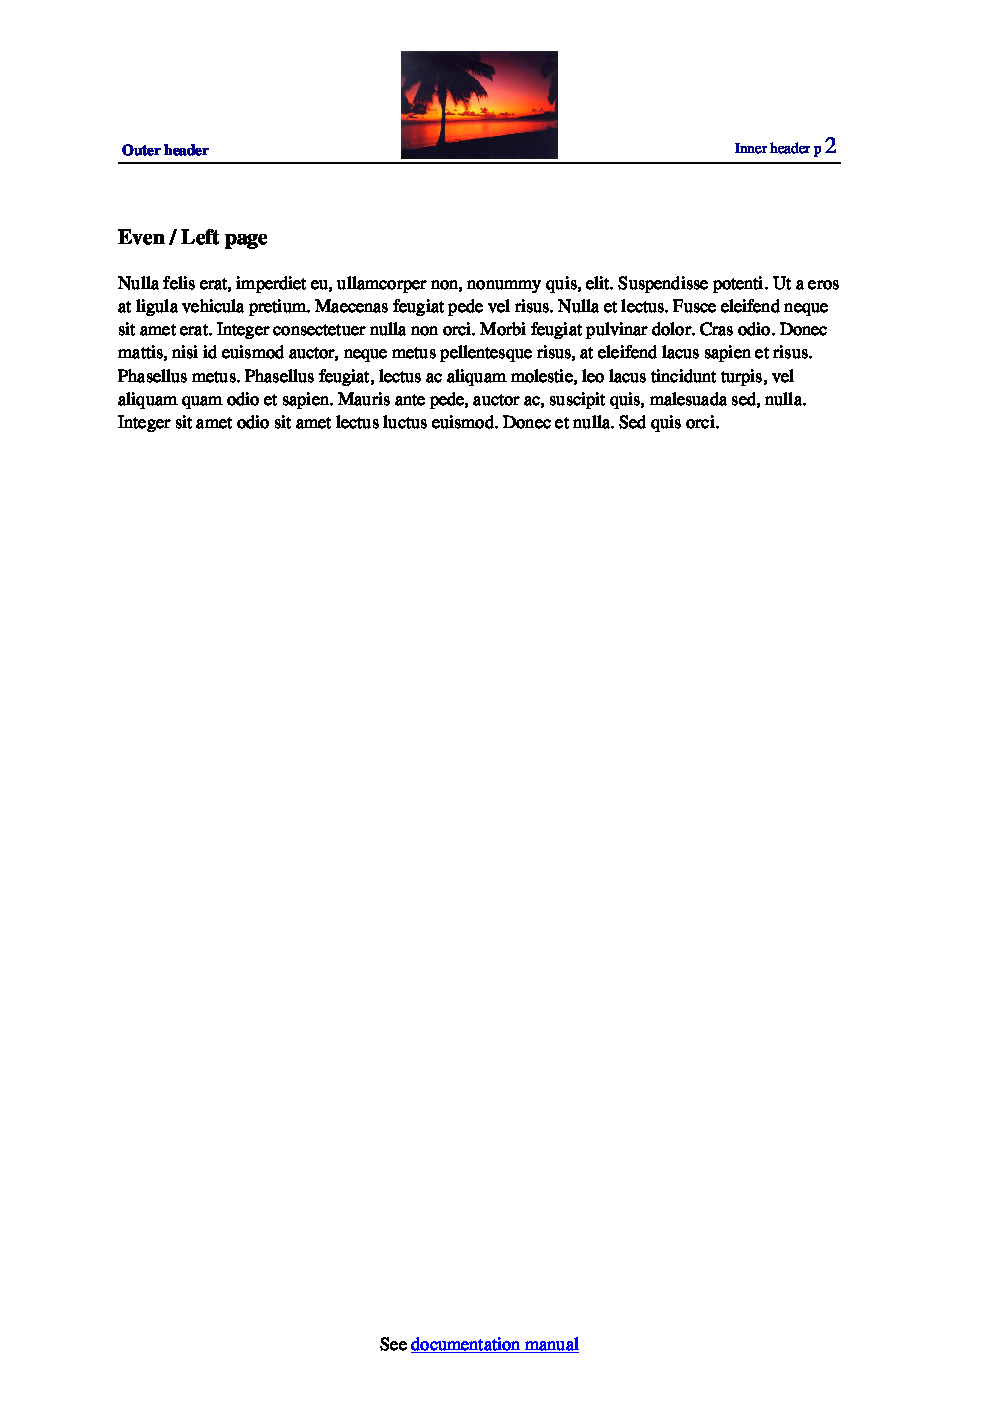 Outer header
Inner header p 2
Even / Left page
Nulla felis erat, imperdiet eu, ullamcorper non, nonummy quis, elit. Suspendisse potenti. Ut a eros
at ligula vehicula pretium. Maecenas feugiat pede vel risus. Nulla et lectus. Fusce eleifend neque
sit amet erat. Integer consectetuer nulla non orci. Morbi feugiat pulvinar dolor. Cras odio. Donec
mattis, nisi id euismod auctor, neque metus pellentesque risus, at eleifend lacus sapien et risus.
Phasellus metus. Phasellus feugiat, lectus ac aliquam molestie, leo lacus tincidunt turpis, vel
aliquam quam odio et sapien. Mauris ante pede, auctor ac, suscipit quis, malesuada sed, nulla.
Integer sit amet odio sit amet lectus luctus euismod. Donec et nulla. Sed quis orci.
See documentation manual